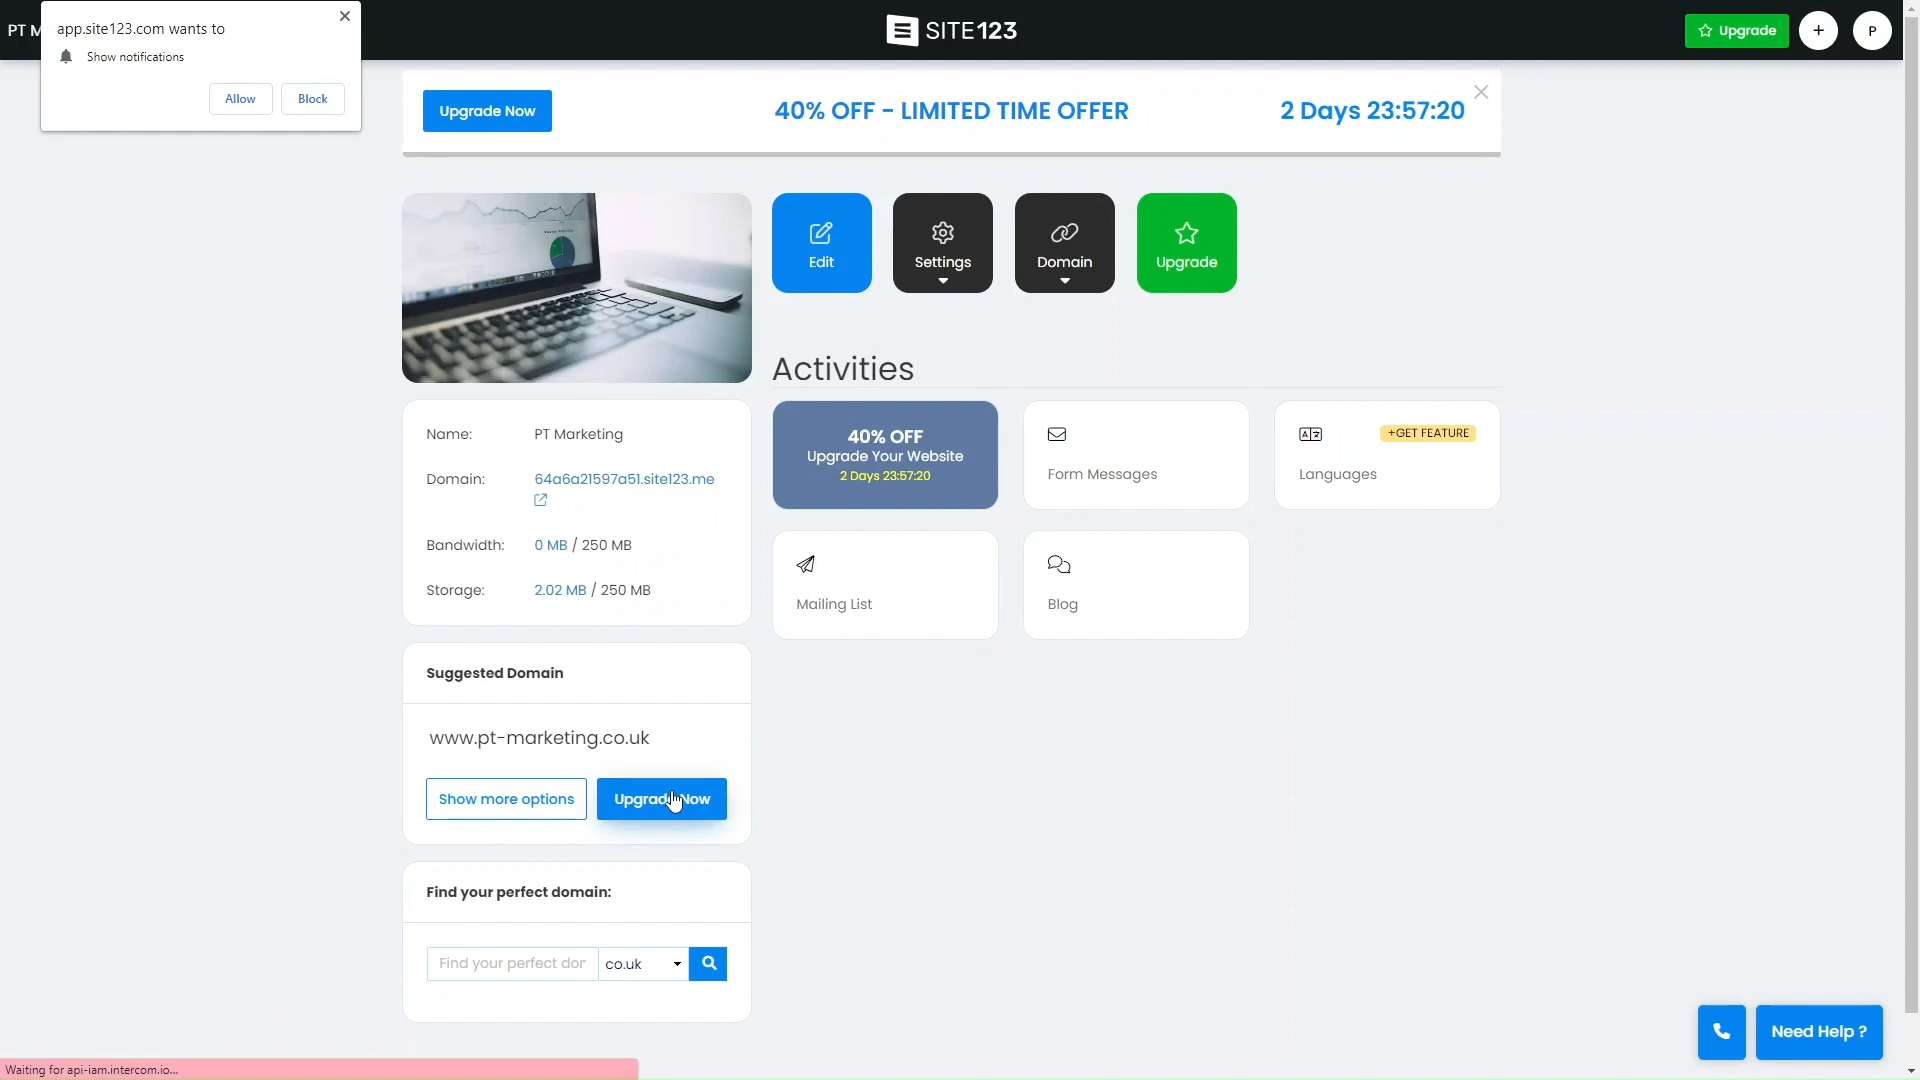 PT M
app.site123.com wants to
Show notifications
Allow
Block
SITE123
Upgrade
+
P
Upgrade Now
40% OFF - LIMITED TIME OFFER
2 Days 23:57:20
Edit
Settings
Domain
Upgrade
Activities
40% OFF
Upgrade Your Website
2 Days 23:57:20
Form Messages
+GET FEATURE
Languages
Mailing List
Blog
Name: PT Marketing
Domain: 64a6a21597a51.site123.me
Bandwidth: 0 MB / 250 MB
Storage: 2.02 MB / 250 MB
Suggested Domain
www.pt-marketing.co.uk
Show more options
Upgrade Now
Find your perfect domain:
Find your perfect dor
co.uk
Need Help ?
Waiting for api-iam.intercom.io...